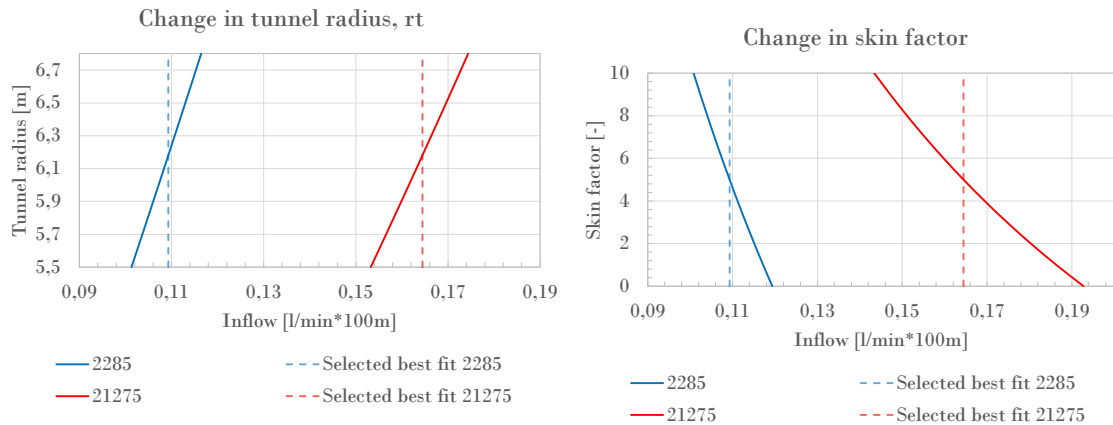 Change in tunnel radius, rt
Tunnel radius [m]
6,7
6,5
6,3
6,1
5,9
5,7
5,5
0,09 0,11 0,13 0,15 0,17 0,19
Inflow [l/min*100m]
2285 Selected best fit 2285
21275 Selected best fit 21275
Change in skin factor
Skin factor [-]
10
8
6
4
2
0
0,09 0,11 0,13 0,15 0,17 0,19
Inflow [l/min*100m]
2285 Selected best fit 2285
21275 Selected best fit 21275